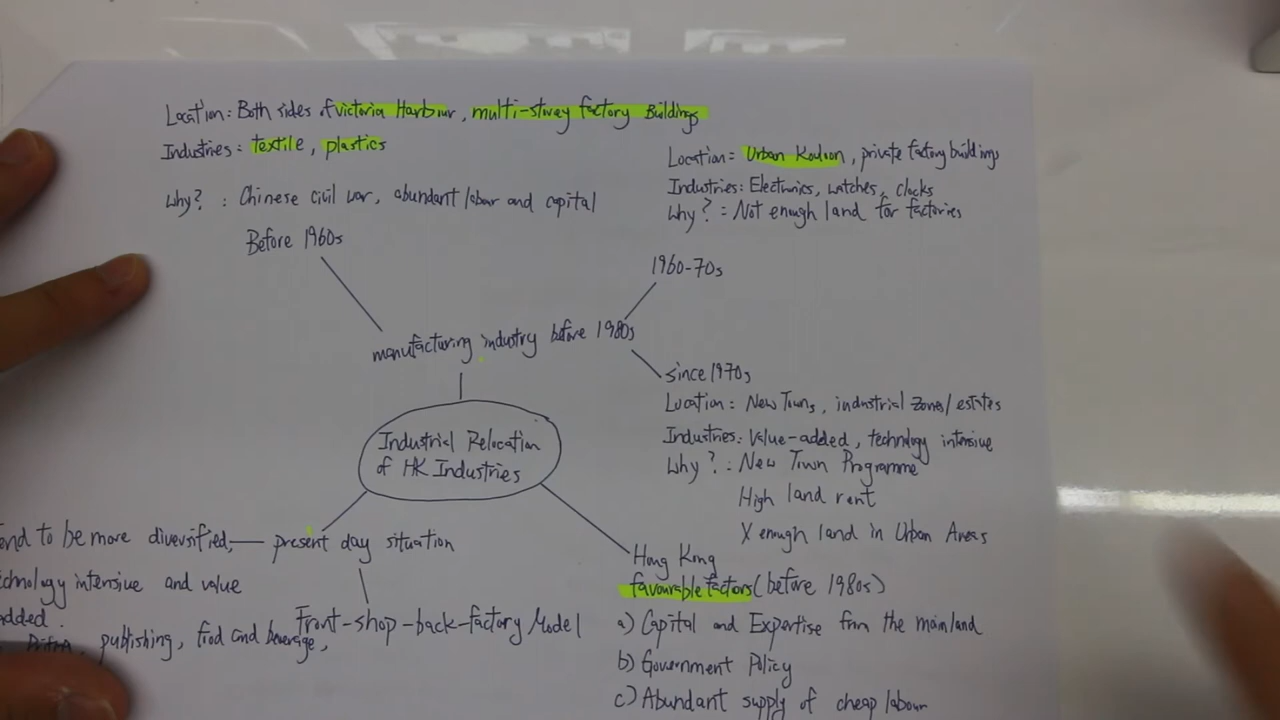 Location: Both sides of Victoria Harbour, multi-storey factory Buildings
Industries: textile, plastics
Why? : Chinese civil war, abundant labour and capital
Before 1960s
Location: Urban Kowloon, private factory buildings
Industries: Electronics, watches, clocks
Why? : Not enough land for factories
1960-70s
manufacturing industry before 1980s
since 1970s
Location: New Towns, industrial zones/estates
Industries: Value-added, technology intensive
Why? : New Town Programme
High land rent
X enough land in Urban Areas
Industrial Relocation
of HK Industries
present day situation
end to be more diversified,
chnology intensive and value
added.
publishing, food and beverage,
Front-shop-back-factory Model
Hong Kong
favourable factors (before 1980s)
a) Capital and Expertise from the mainland
b) Government Policy
c) Abundant supply of cheap labour